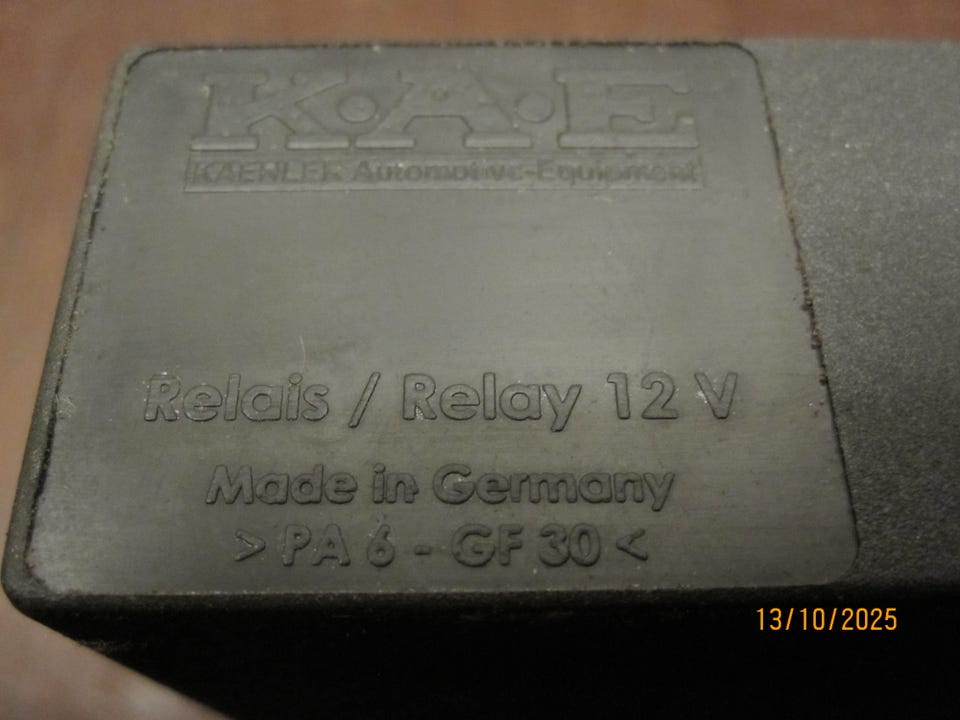 K·A·E
KAEHLER Automotive-Equipment
Relais / Relay 12 V
Made in Germany
> PA 6 - GF 30 <
13/10/2025